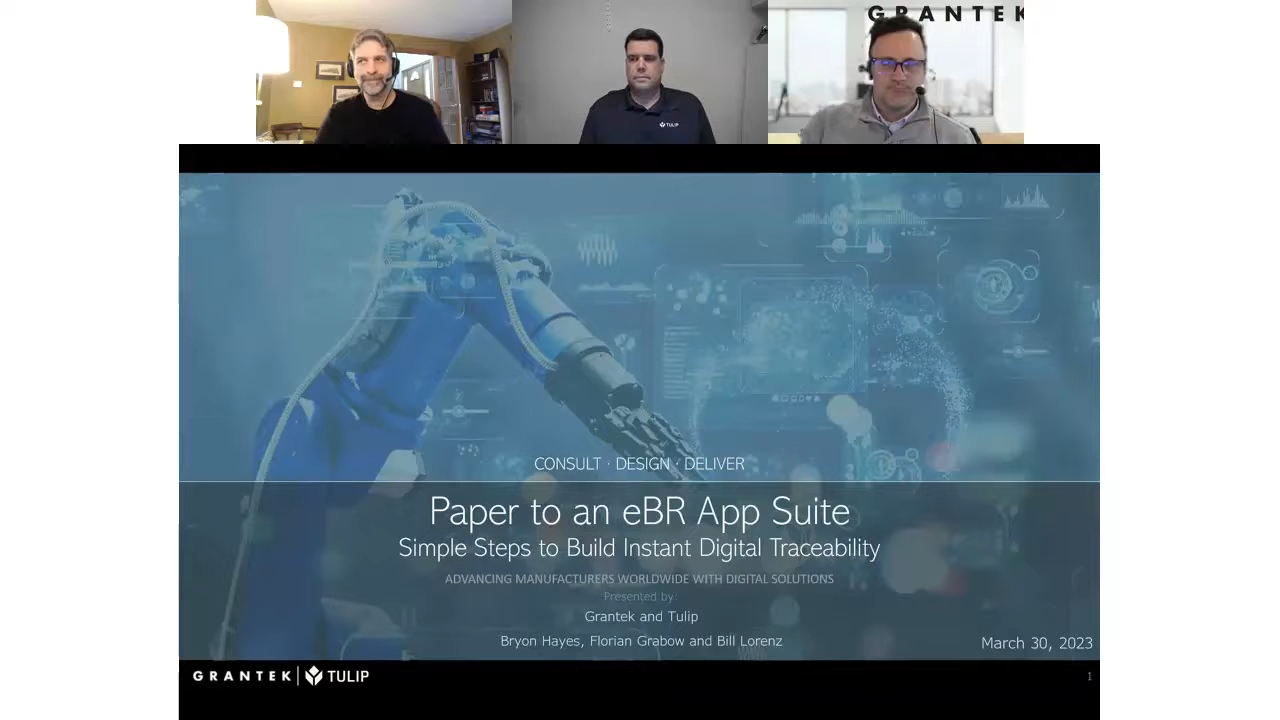 GRANTEK
TULIP
CONSULT · DESIGN · DELIVER
Paper to an eBR App Suite
Simple Steps to Build Instant Digital Traceability
ADVANCING MANUFACTURERS WORLDWIDE WITH DIGITAL SOLUTIONS
Presented by:
Grantek and Tulip
Bryon Hayes, Florian Grabow and Bill Lorenz
March 30, 2023
GRANTEK | TULIP
1